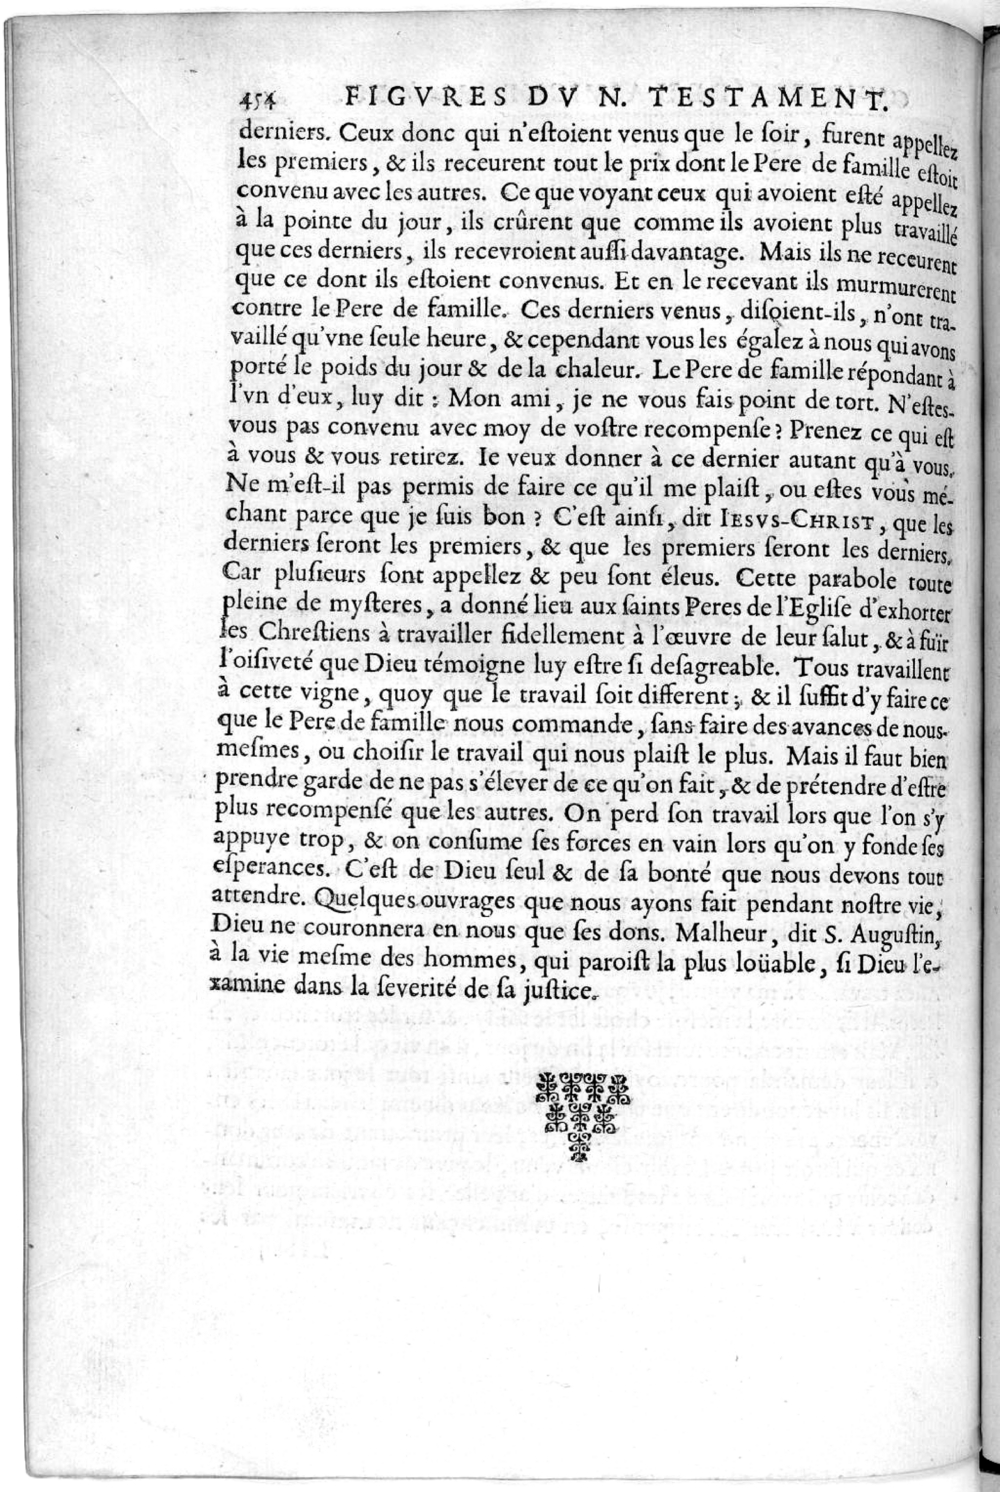 454 FIGVRES DV N. TESTAMENT.
derniers. Ceux donc qui n'eſtoient venus que le ſoir, furent appellez
les premiers, & ils receurent tout le prix dont le Pere de famille eſtoit
convenu avec les autres. Ce que voyant ceux qui avoient eſté appellez
à la pointe du jour, ils crûrent que comme ils avoient plus travaillé
que ces derniers, ils recevroient auſſi davantage. Mais ils ne receurent
que ce dont ils eſtoient convenus. Et en le recevant ils murmurerent
contre le Pere de famille. Ces derniers venus, diſoient-ils, n'ont tra-
vaillé qu'vne ſeule heure, & cependant vous les égalez à nous qui avons
porté le poids du jour & de la chaleur. Le Pere de famille répondant à
l'vn d'eux, luy dit : Mon ami, je ne vous fais point de tort. N'eſtes-
vous pas convenu avec moy de voſtre recompenſe ? Prenez ce qui eſt
à vous & vous retirez. Ie veux donner à ce dernier autant qu'à vous.
Ne m'eſt-il pas permis de faire ce qu'il me plaiſt, ou eſtes vous mé-
chant parce que je ſuis bon ? C'eſt ainſi, dit IESVS-CHRIST, que les
derniers ſeront les premiers, & que les premiers ſeront les derniers.
Car pluſieurs ſont appellez & peu ſont éleus. Cette parabole toute
pleine de myſteres, a donné lieu aux ſaints Peres de l'Egliſe d'exhorter
les Chreſtiens à travailler fidellement à l'œuvre de leur ſalut, & à fuïr
l'oiſiveté que Dieu témoigne luy eſtre ſi deſagreable. Tous travaillent
à cette vigne, quoy que le travail ſoit different ; & il ſuffit d'y faire ce
que le Pere de famille nous commande, ſans faire des avances de nous-
meſmes, ou choiſir le travail qui nous plaiſt le plus. Mais il faut bien
prendre garde de ne pas s'élever de ce qu'on fait, & de prétendre d'eſtre
plus recompenſé que les autres. On perd ſon travail lors que l'on s'y
appuye trop, & on conſume ſes forces en vain lors qu'on y fonde ſes
eſperances. C'eſt de Dieu ſeul & de ſa bonté que nous devons tout
attendre. Quelques ouvrages que nous ayons fait pendant noſtre vie,
Dieu ne couronnera en nous que ſes dons. Malheur, dit S. Auguſtin,
à la vie meſme des hommes, qui paroiſt la plus loüable, ſi Dieu l'e-
xamine dans la ſeverité de ſa juſtice.